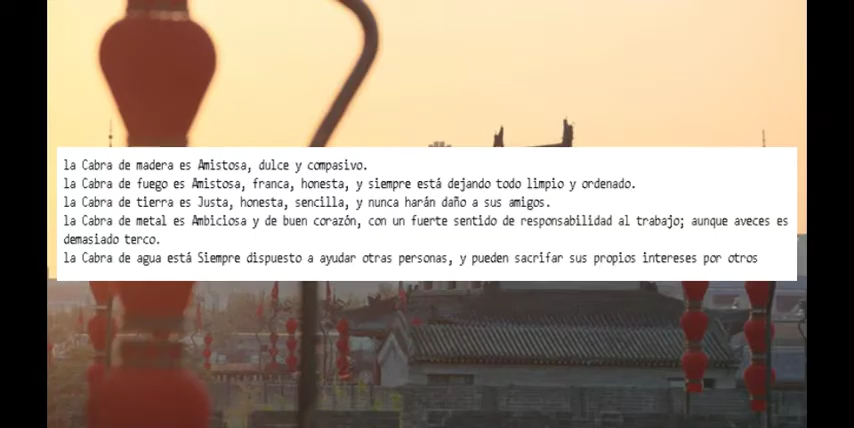 la Cabra de madera es Amistosa, dulce y compasivo.
la Cabra de fuego es Amistosa, franca, honesta, y siempre está dejando todo limpio y ordenado.
la Cabra de tierra es Justa, honesta, sencilla, y nunca harán daño a sus amigos.
la Cabra de metal es Ambiciosa y de buen corazón, con un fuerte sentido de responsabilidad al trabajo; aunque aveces es
demasiado terco.
la Cabra de agua está Siempre dispuesto a ayudar otras personas, y pueden sacrifar sus propios intereses por otros